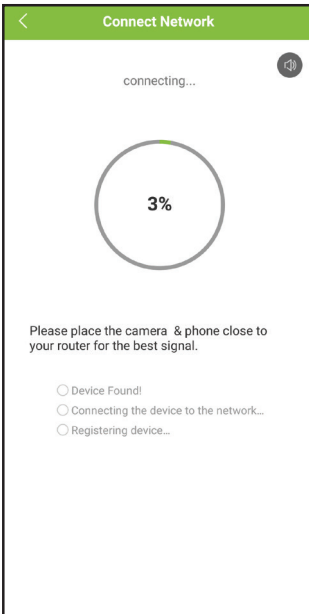 Connect Network
connecting...
3%
Please place the camera & phone close to
your router for the best signal.
Device Found!
Connecting the device to the network...
Registering device...